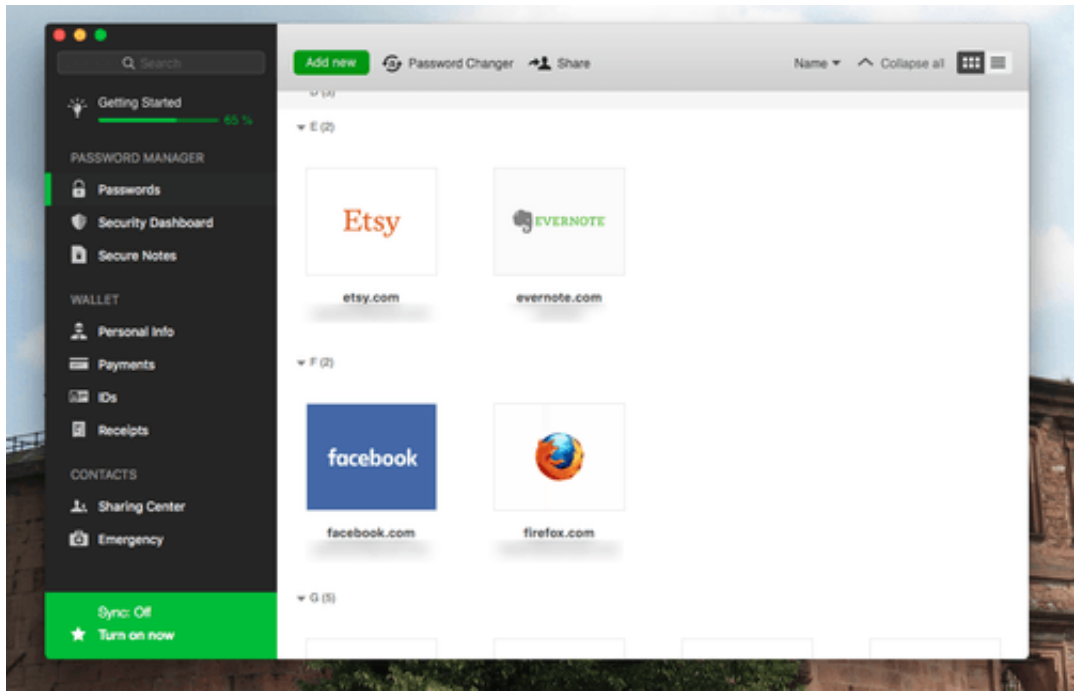 Search
Add new
Password Changer
Share
Name
Collapse all
Getting Started
65 %
PASSWORD MANAGER
Passwords
Security Dashboard
Secure Notes
WALLET
Personal Info
Payments
IDs
Receipts
CONTACTS
Sharing Center
Emergency
Sync: Off
Turn on now
E (2)
Etsy
EVERNOTE
etsy.com
evernote.com
F (2)
facebook
facebook.com
firefox.com
G (5)